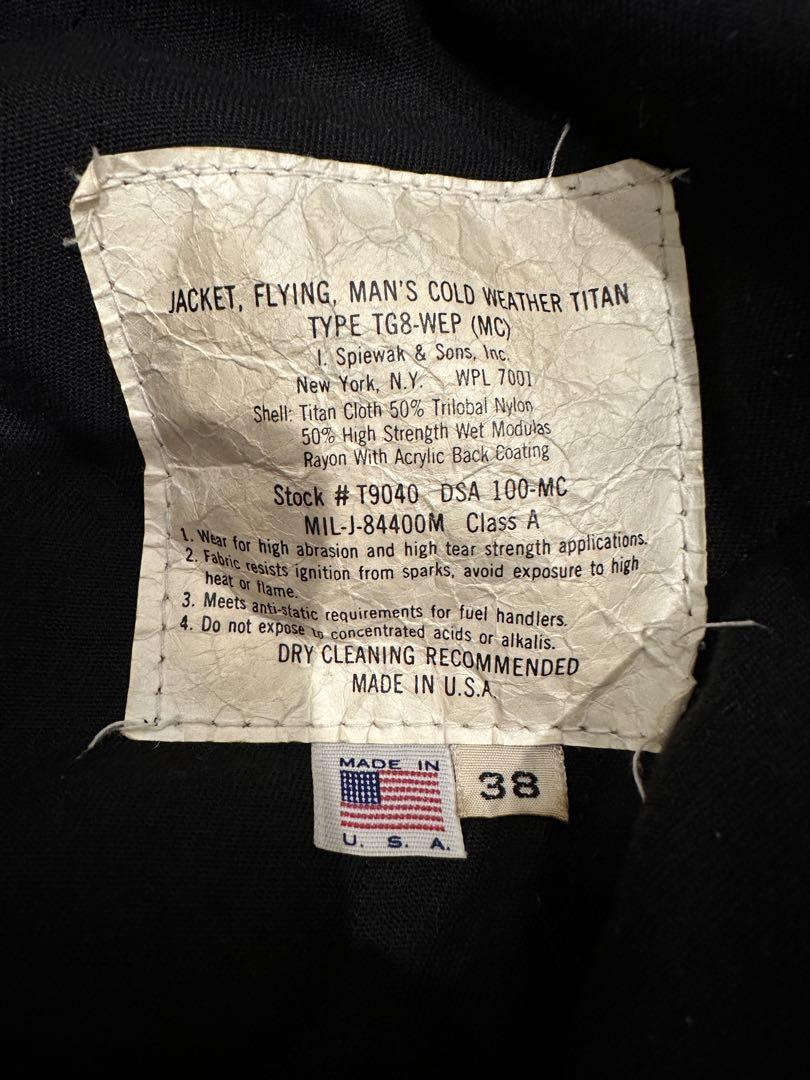 JACKET, FLYING, MAN'S COLD WEATHER TITAN
TYPE TG8-WEP (MC)
I. Spiewak & Sons, Inc.
New York, N.Y. WPL 7001
Shell: Titan Cloth 50% Trilobal Nylon
50% High Strength Wet Modulas
Rayon With Acrylic Back Coating
Stock # T9040 DSA 100-MC
MIL-J-84400M Class A
1. Wear for high abrasion and high tear strength applications.
2. Fabric resists ignition from sparks, avoid exposure to high
heat or flame.
3. Meets anti-static requirements for fuel handlers.
4. Do not expose to concentrated acids or alkalis.
DRY CLEANING RECOMMENDED
MADE IN U.S.A.
MADE IN
U. S. A.
38